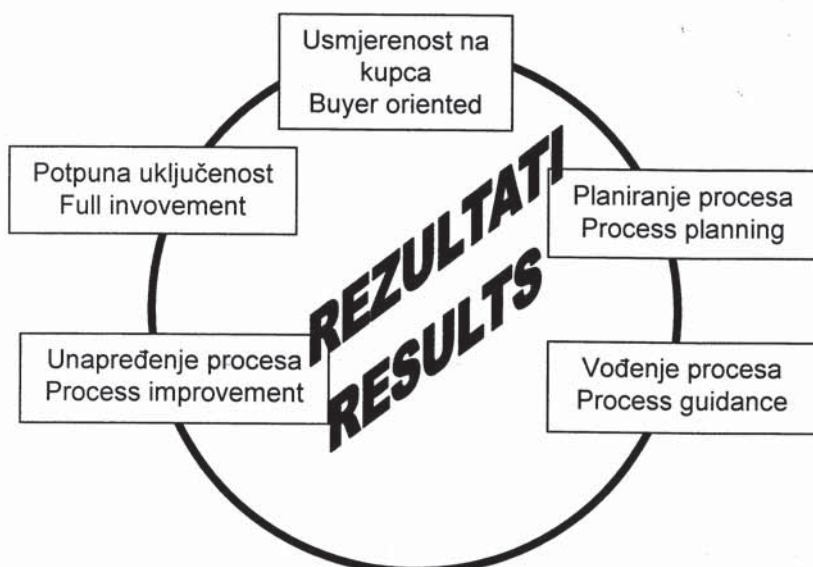 Usmjerenost na
kupca
Buyer oriented
Potpuna uključenost
Full invovement
Planiranje procesa
Process planning
REZULTATI
RESULTS
Unapređenje procesa
Process improvement
Vođenje procesa
Process guidance